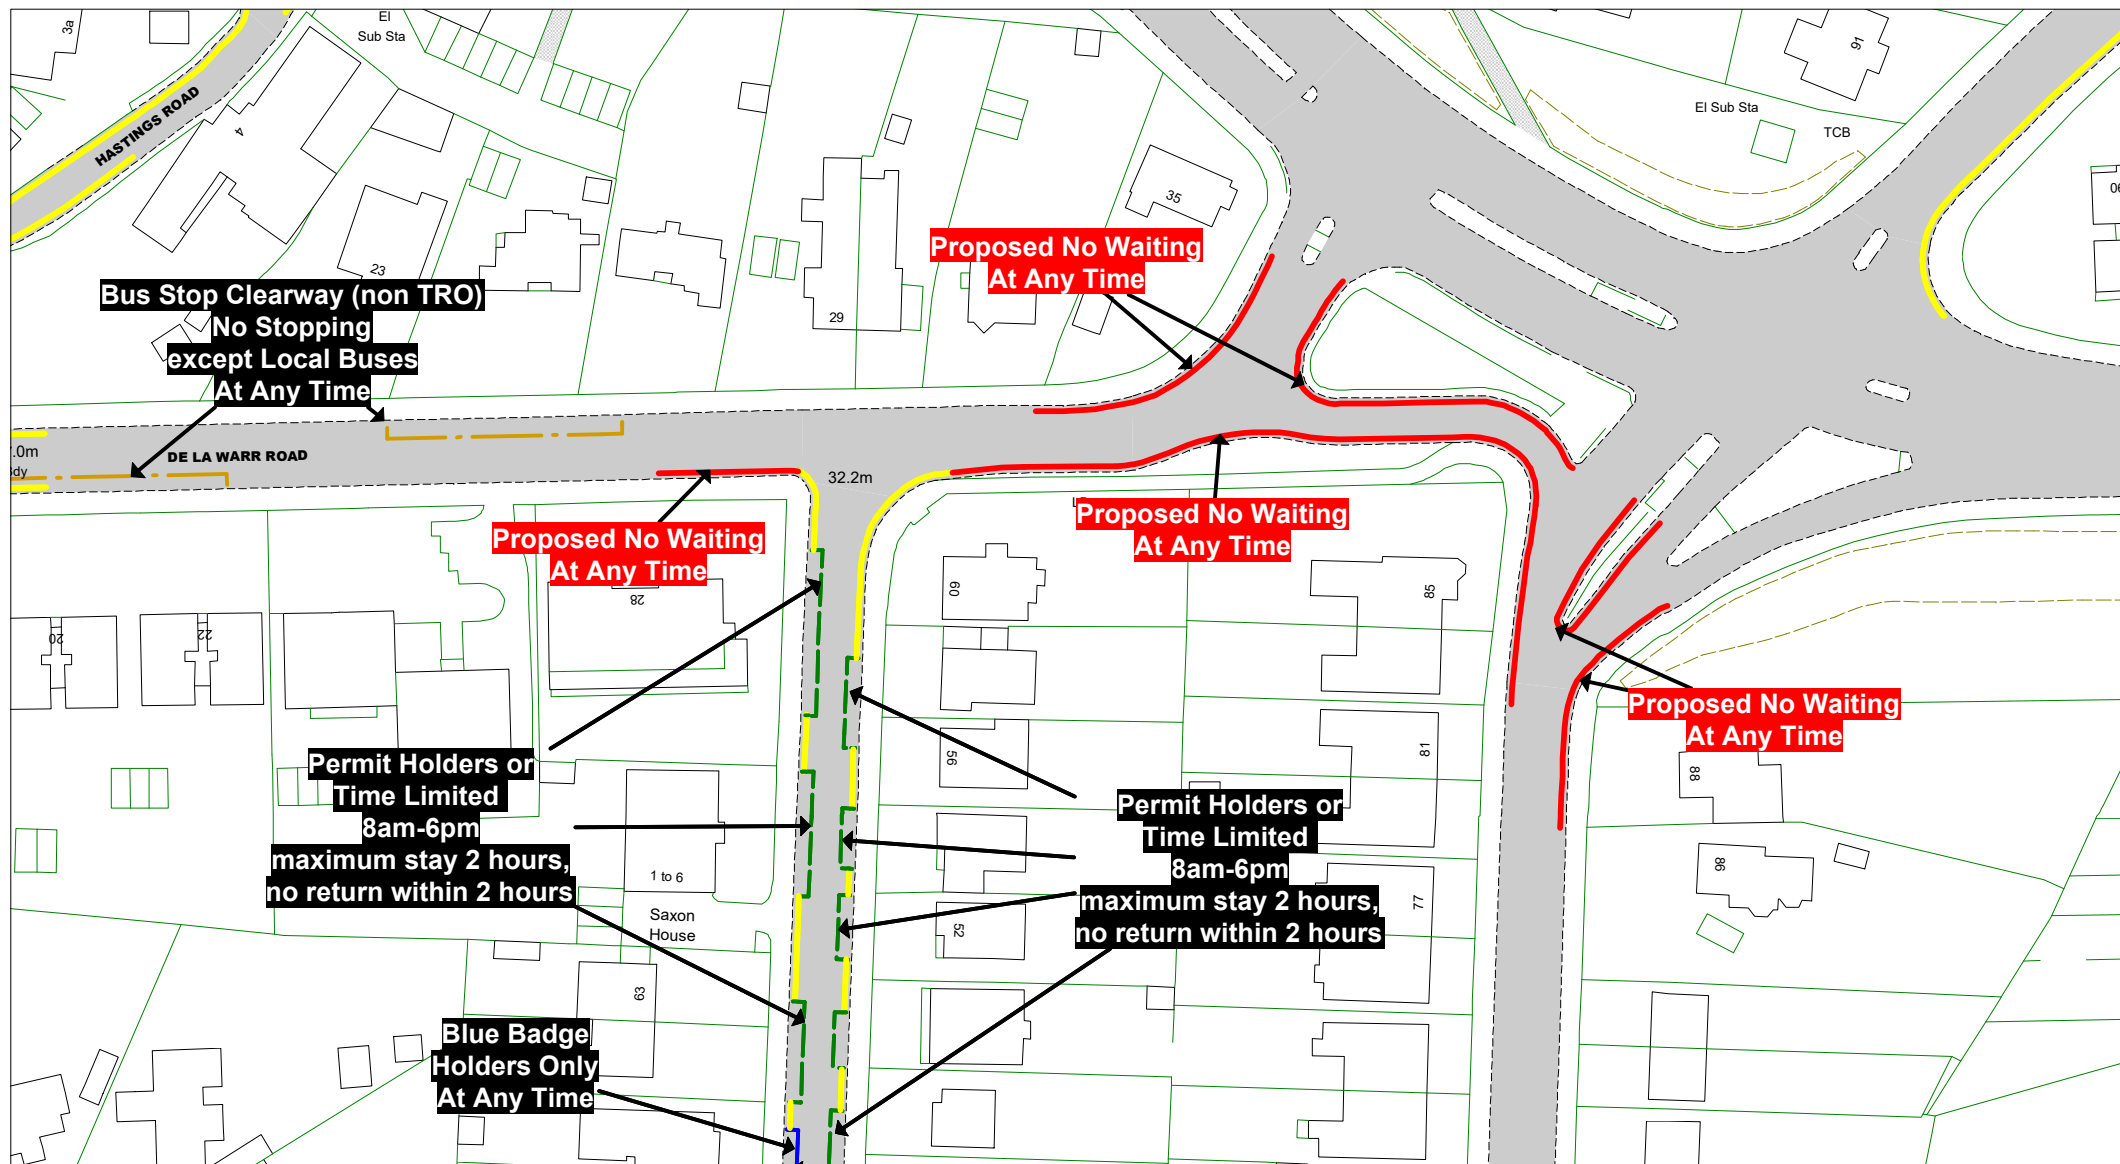 3a
El
Sub Sta
HASTINGS ROAD
4
23
29
35
91
El Sub Sta
TCB
Proposed No Waiting
At Any Time
Bus Stop Clearway (non TRO)
No Stopping
except Local Buses
At Any Time
DE LA WARR ROAD
32.2m
Proposed No Waiting
At Any Time
Proposed No Waiting
At Any Time
20
22
28
60
85
Proposed No Waiting
At Any Time
56
81
88
Permit Holders or
Time Limited
8am-6pm
maximum stay 2 hours,
no return within 2 hours
Permit Holders or
Time Limited
8am-6pm
maximum stay 2 hours,
no return within 2 hours
1 to 6
Saxon
House
52
77
86
63
Blue Badge
Holders Only
At Any Time